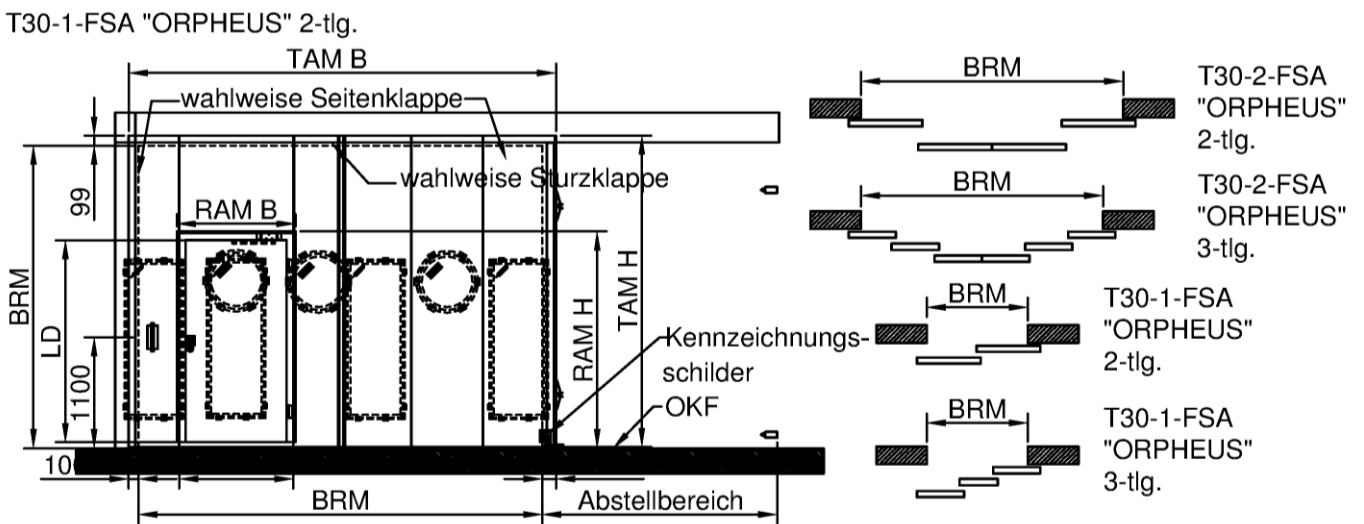 T30-1-FSA "ORPHEUS" 2-tlg.
TAM B
wahlweise Seitenklappe
wahlweise Sturzklappe
99
RAM B
BRM
LD
1100
RAM H
TAM H
Kennzeichnungs-
schilder
OKF
BRM
Abstellbereich
BRM
T30-2-FSA
"ORPHEUS"
2-tlg.
BRM
T30-2-FSA
"ORPHEUS"
3-tlg.
BRM
T30-1-FSA
"ORPHEUS"
2-tlg.
BRM
T30-1-FSA
"ORPHEUS"
3-tlg.